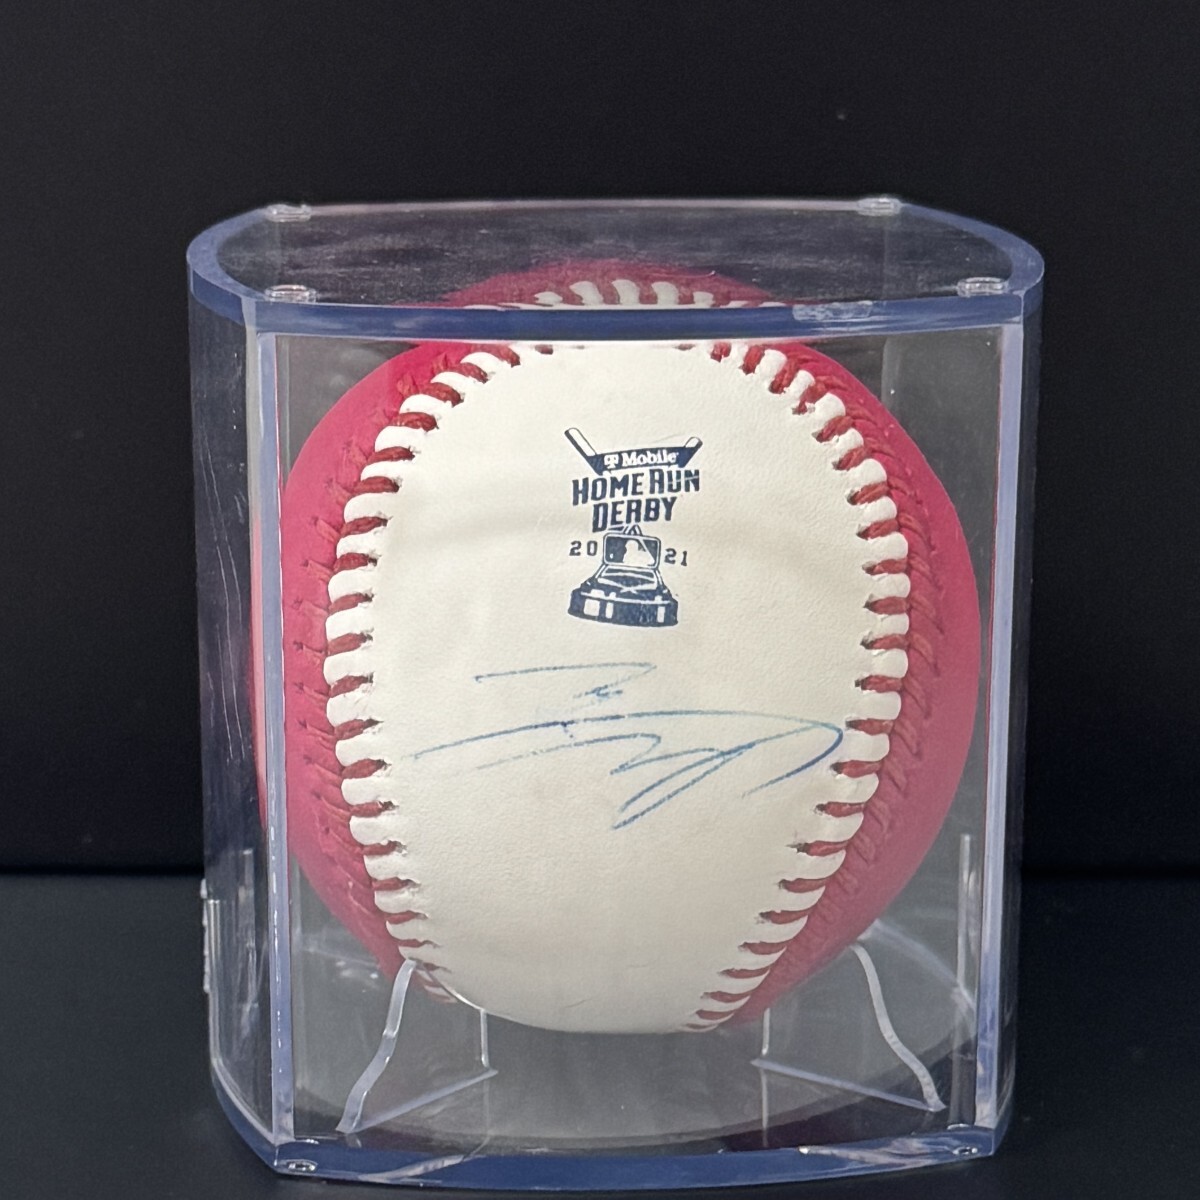 T Mobile
HOME RUN
DERBY
20 21